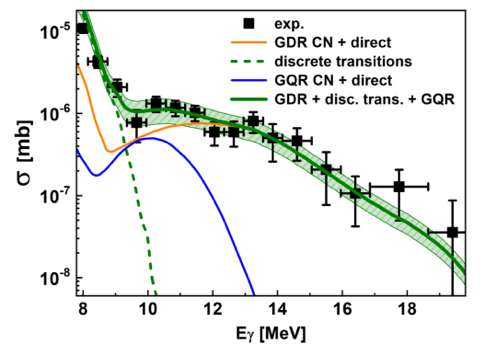 10⁻⁵
10⁻⁶
10⁻⁷
10⁻⁸
σ [mb]
exp.
GDR CN + direct
discrete transitions
GQR CN + direct
GDR + disc. trans. + GQR
8 10 12 14 16 18
Eγ [MeV]